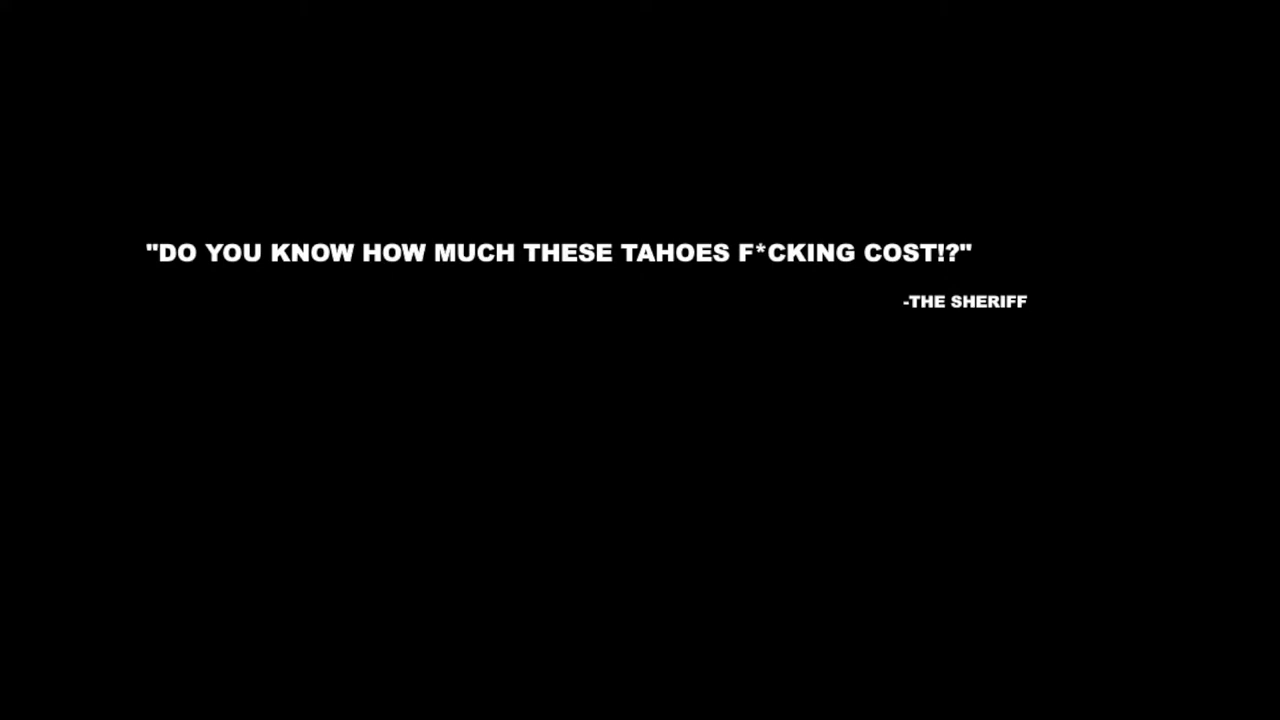 "DO YOU KNOW HOW MUCH THESE TAHOES F*CKING COST!?"
-THE SHERIFF